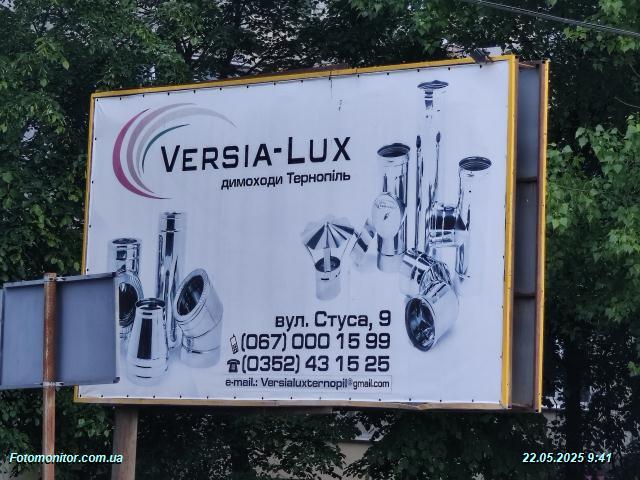 VERSIA-LUX
димоходи Тернопіль
вул. Стуса, 9
(067) 000 15 99
(0352) 43 15 25
e-mail.: Versialuxternopil@gmail.com
Fotomonitor.com.ua
22.05.2025 9:41